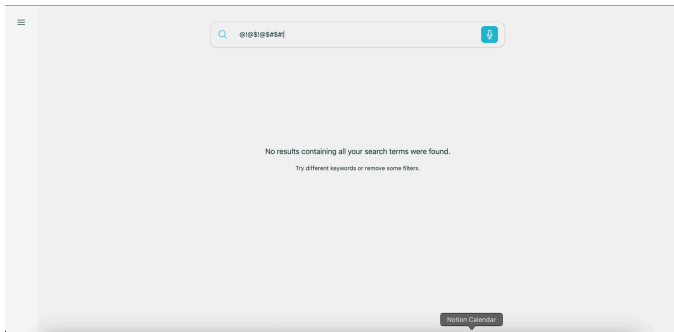 @!@$!@$#$#!
No results containing all your search terms were found.
Try different keywords or remove some filters.
Notion Calendar